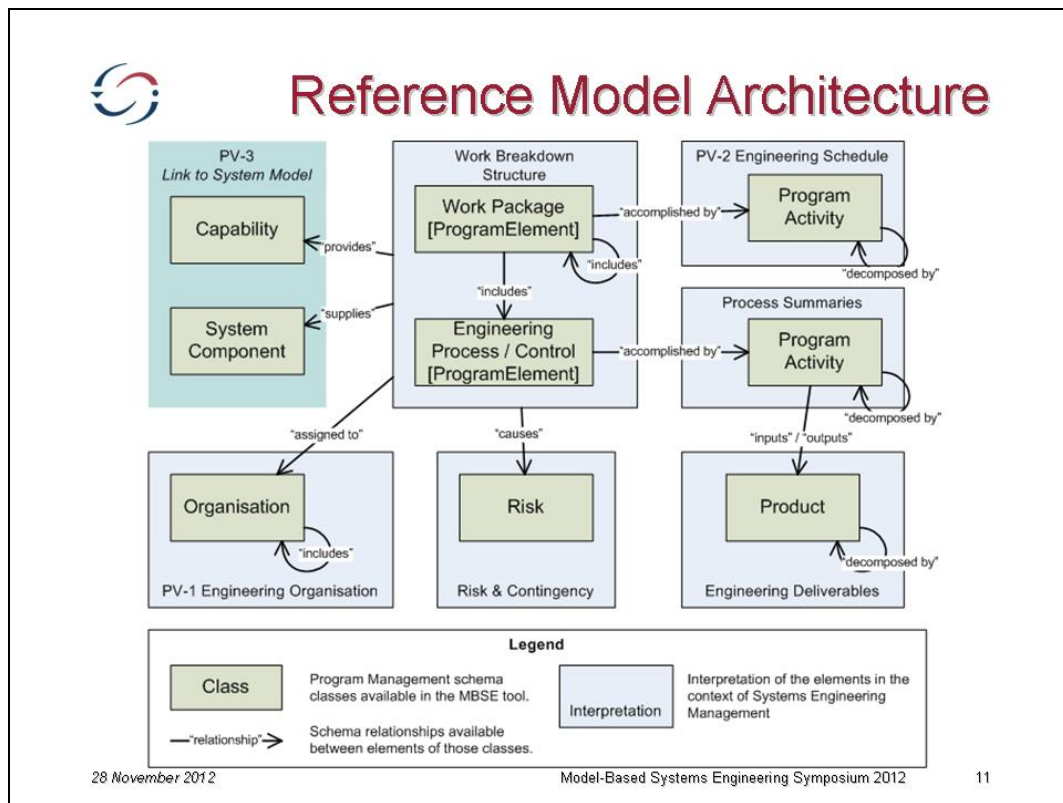 Reference Model Architecture
PV-3
Link to System Model
Capability
System
Component
"provides"
"supplies"
Work Breakdown
Structure
Work Package
[ProgramElement]
"includes"
"includes"
Engineering
Process / Control
[ProgramElement]
"accomplished by"
"accomplished by"
PV-2 Engineering Schedule
Program
Activity
"decomposed by"
Process Summaries
Program
Activity
"decomposed by"
"assigned to"
"causes"
"inputs" / "outputs"
Organisation
"includes"
PV-1 Engineering Organisation
Risk
Risk & Contingency
Product
"decomposed by"
Engineering Deliverables
Legend
Class
Program Management schema
classes available in the MBSE tool.
"relationship"
Schema relationships available
between elements of those classes.
Interpretation
Interpretation of the elements in the
context of Systems Engineering
Management
28 November 2012
Model-Based Systems Engineering Symposium 2012
11